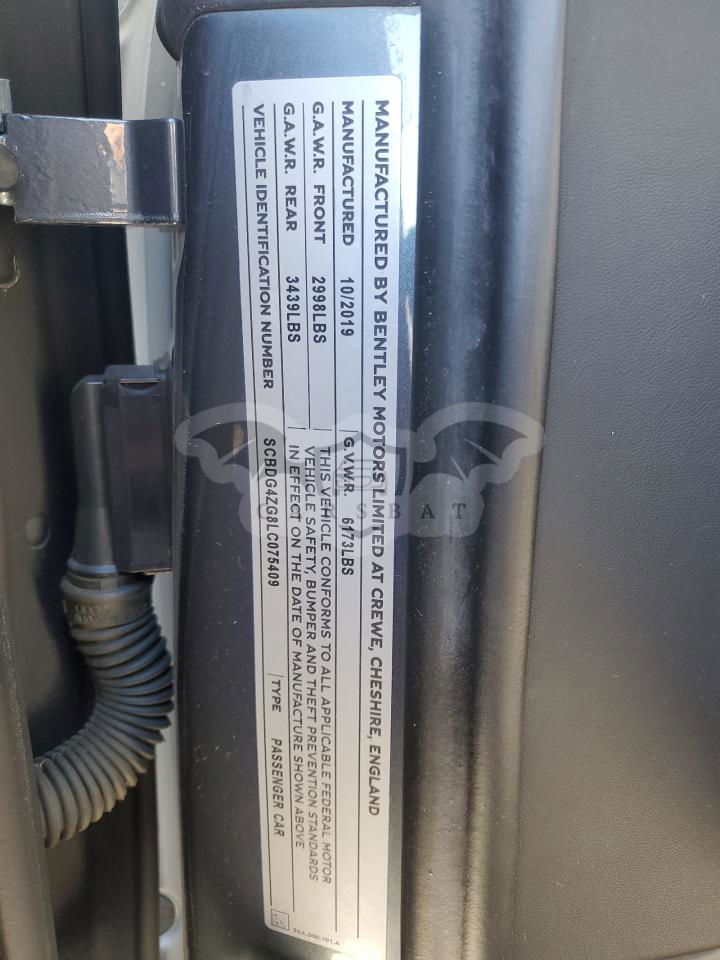 MANUFACTURED BY BENTLEY MOTORS LIMITED AT CREWE, CHESHIRE, ENGLAND
MANUFACTURED 10/2019 G.V.W.R. 6173LBS
G.A.W.R. FRONT 2998LBS
G.A.W.R. REAR 3439LBS
THIS VEHICLE CONFORMS TO ALL APPLICABLE FEDERAL MOTOR
VEHICLE SAFETY, BUMPER AND THEFT PREVENTION STANDARDS
IN EFFECT ON THE DATE OF MANUFACTURE SHOWN ABOVE
VEHICLE IDENTIFICATION NUMBER SCBDG4ZG8LC075409 TYPE PASSENGER CAR